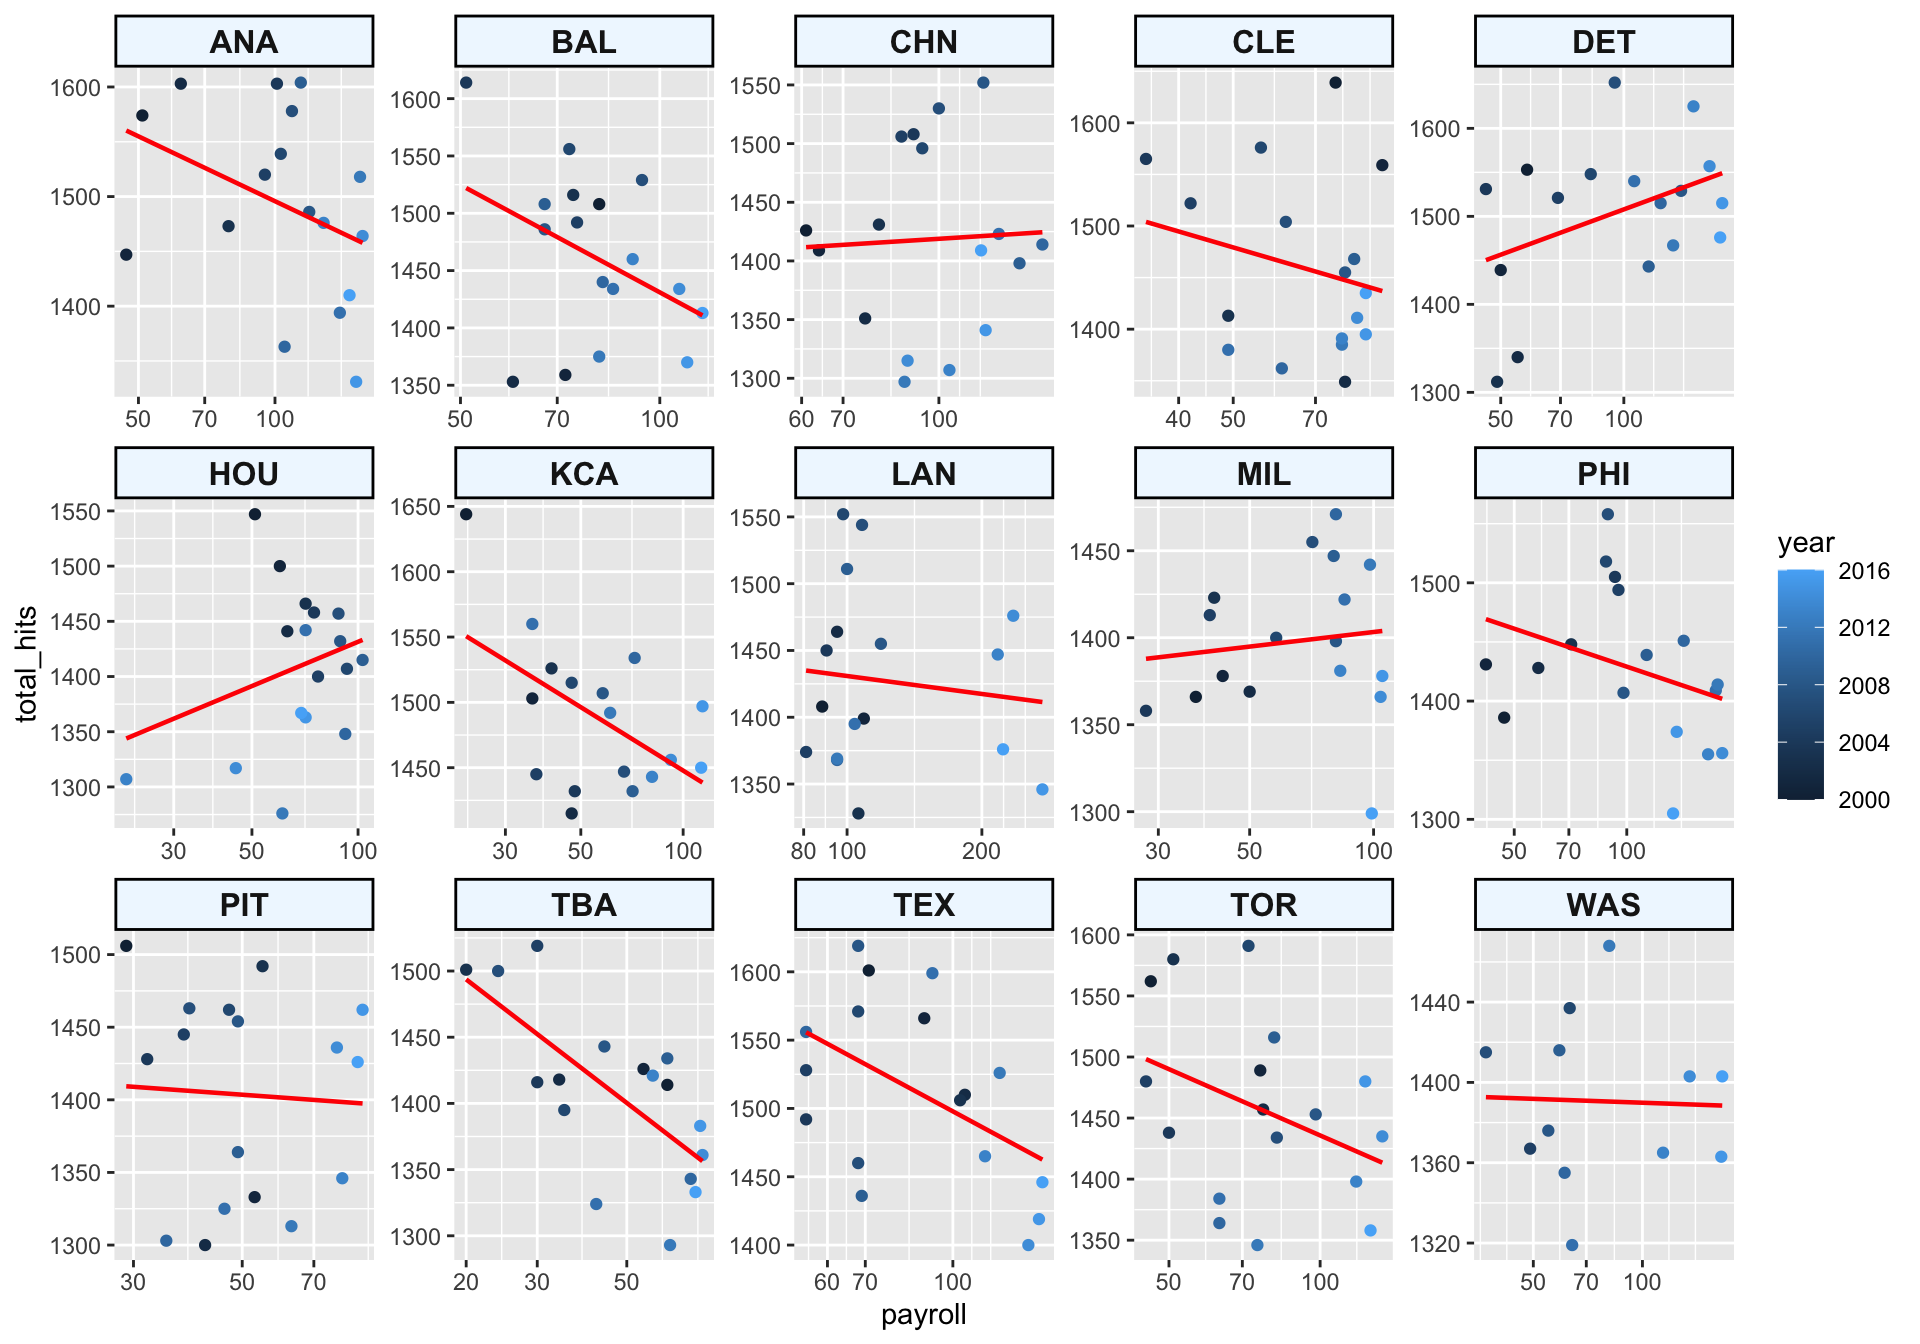 ANA BAL CHN CLE DET
1600 1500 1400
1600 1550 1500 1450 1400 1350
1550 1500 1450 1400 1350 1300
1600 1500 1400
1600 1500 1400 1300
50 70 100
50 70 100
60 70 100
40 50 70
50 70 100
HOU KCA LAN MIL PHI
1550 1500 1450 1400 1350 1300
1650 1600 1550 1500 1450
1550 1500 1450 1400 1350
1450 1400 1350 1300
1500 1400 1300
30 50 100
30 50 100
80 100 200
30 50 100
50 70 100
PIT TBA TEX TOR WAS
1500 1450 1400 1350 1300
1500 1450 1400 1350 1300
1600 1550 1500 1450 1400
1600 1550 1500 1450 1400 1350
1440 1400 1360 1320
30 50 70
20 30 50
60 70 100
50 70 100
50 70 100
total_hits
payroll
year
2016
2012
2008
2004
2000